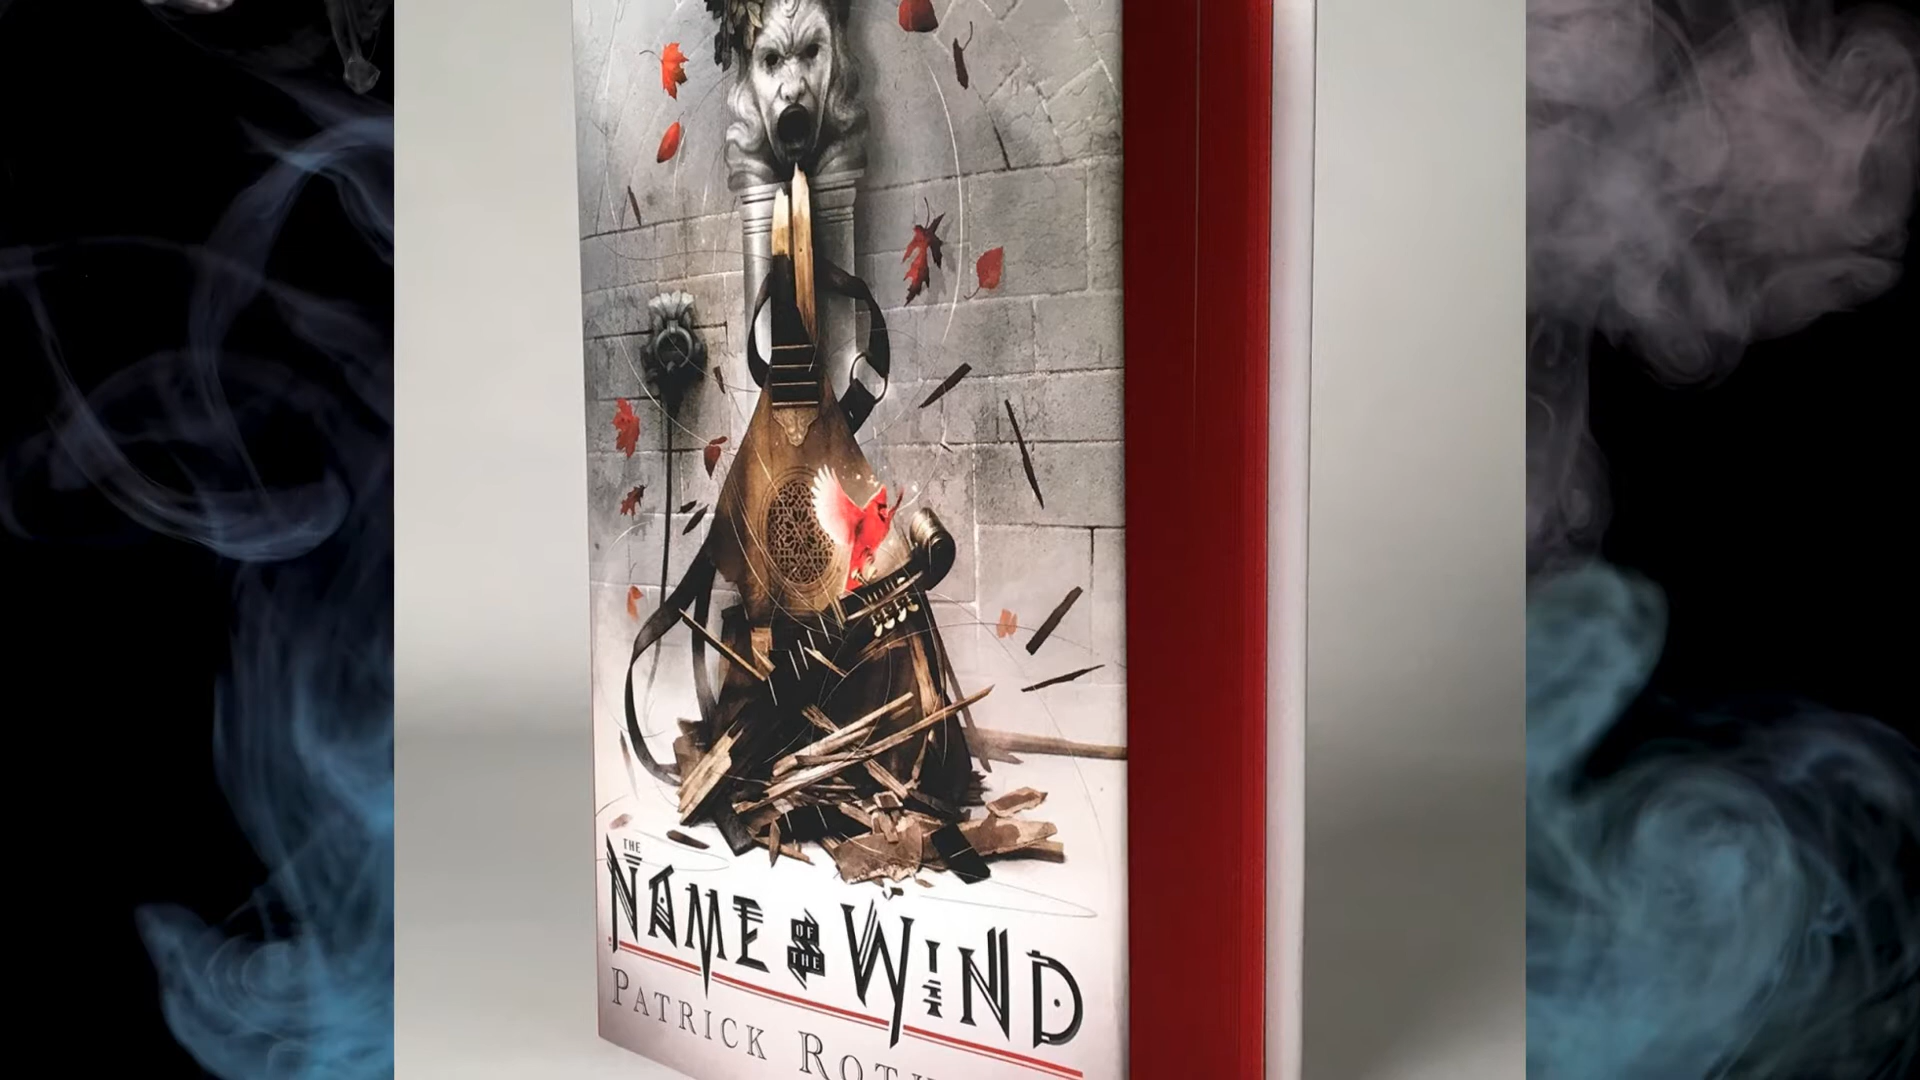 THE
NAME OF THE WIND
PATRICK